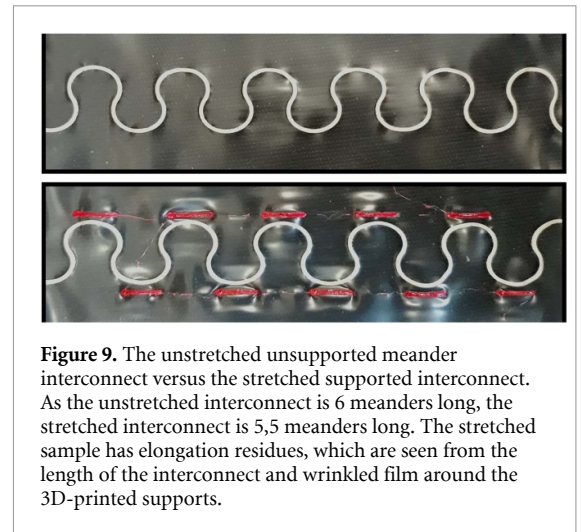 Figure 9. The unstretched unsupported meander
interconnect versus the stretched supported interconnect.
As the unstretched interconnect is 6 meanders long, the
stretched interconnect is 5,5 meanders long. The stretched
sample has elongation residues, which are seen from the
length of the interconnect and wrinkled film around the
3D-printed supports.